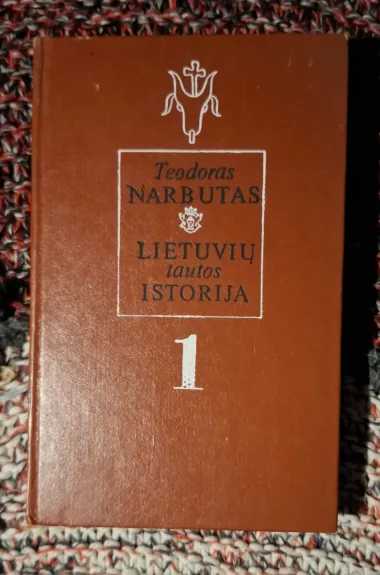 Teodoras
NARBUTAS
LIETUVIŲ
tautos
ISTORIJA
1